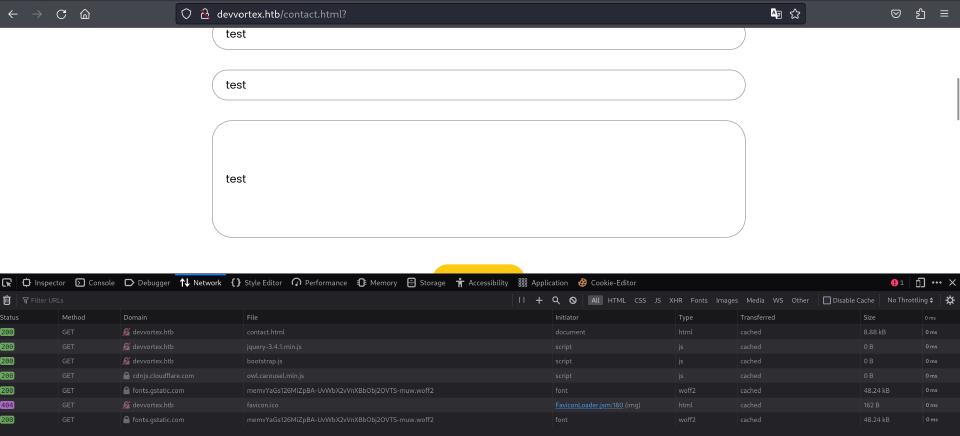 devvortex.htb/contact.html?
test
test
test
Inspector Console Debugger Network Style Editor Performance Memory Storage Accessibility Application Cookie-Editor 1
Filter URLs All HTML CSS JS XHR Fonts Images Media WS Other Disable Cache No Throttling
Status Method Domain File Initiator Type Transferred Size 0 ms
200 GET devvortex.htb contact.html document html cached 8.88 kB 0 ms
200 GET devvortex.htb jquery-3.4.1.min.js script js cached 0 B 0 ms
200 GET devvortex.htb bootstrap.js script js cached 0 B 0 ms
200 GET cdnjs.cloudflare.com owl.carousel.min.js script js cached 0 B 0 ms
200 GET fonts.gstatic.com memvYaGs126MiZpBA-UvWbX2vVnXBbObj2OVTS-muw.woff2 font woff2 cached 48.24 kB 0 ms
404 GET devvortex.htb favicon.ico FaviconLoader.jsm:180 (img) html cached 162 B 0 ms
200 GET fonts.gstatic.com memvYaGs126MiZpBA-UvWbX2vVnXBbObj2OVTS-muw.woff2 font woff2 cached 48.24 kB 0 ms